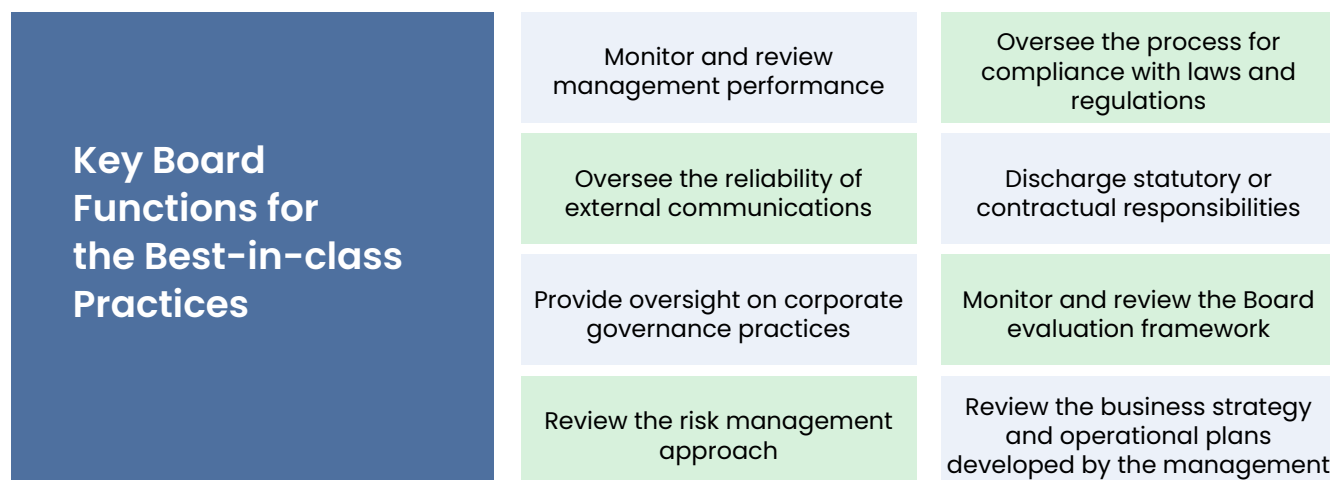 Key Board
Functions for
the Best-in-class
Practices
Monitor and review
management performance
Oversee the process for
compliance with laws and
regulations
Oversee the reliability of
external communications
Discharge statutory or
contractual responsibilities
Provide oversight on corporate
governance practices
Monitor and review the Board
evaluation framework
Review the risk management
approach
Review the business strategy
and operational plans
developed by the management